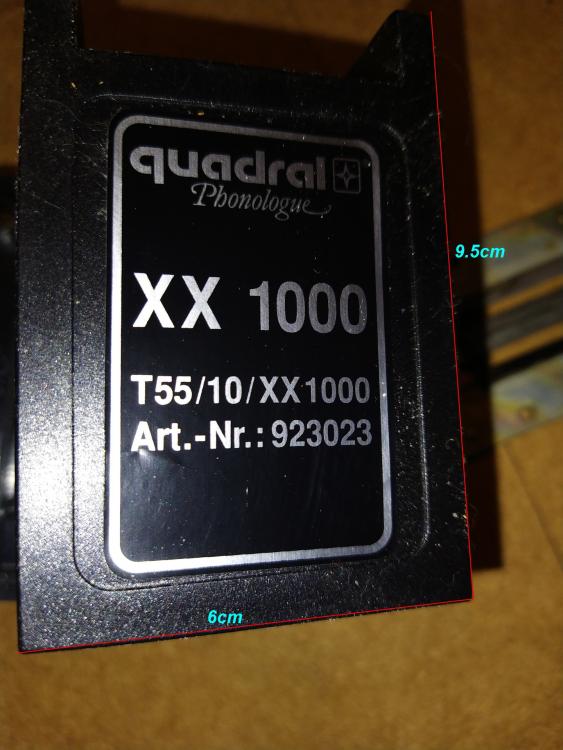 quadral
Phonologue
XX 1000
T55/10/XX1000
Art.-Nr.: 923023
9.5cm
6cm